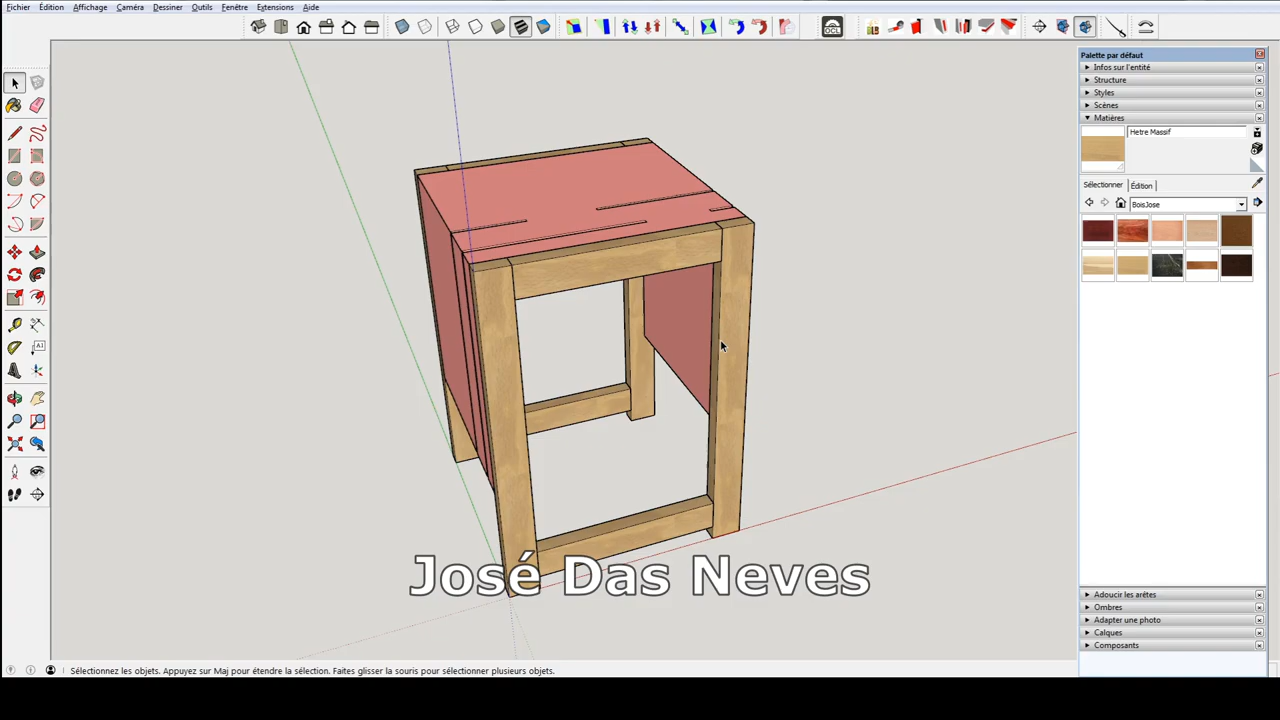 Fichier Édition Affichage Caméra Dessiner Outils Fenêtre Extensions Aide
OCL
Palette par défaut
Infos sur l'entité
Structure
Styles
Scènes
Matières
Hetre Massif
Sélectionner Édition
BoisJose
AI
José Das Neves
Adoucir les arêtes
Ombres
Adapter une photo
Calques
Composants
Sélectionnez les objets. Appuyez sur Maj pour étendre la sélection. Faites glisser la souris pour sélectionner plusieurs objets.